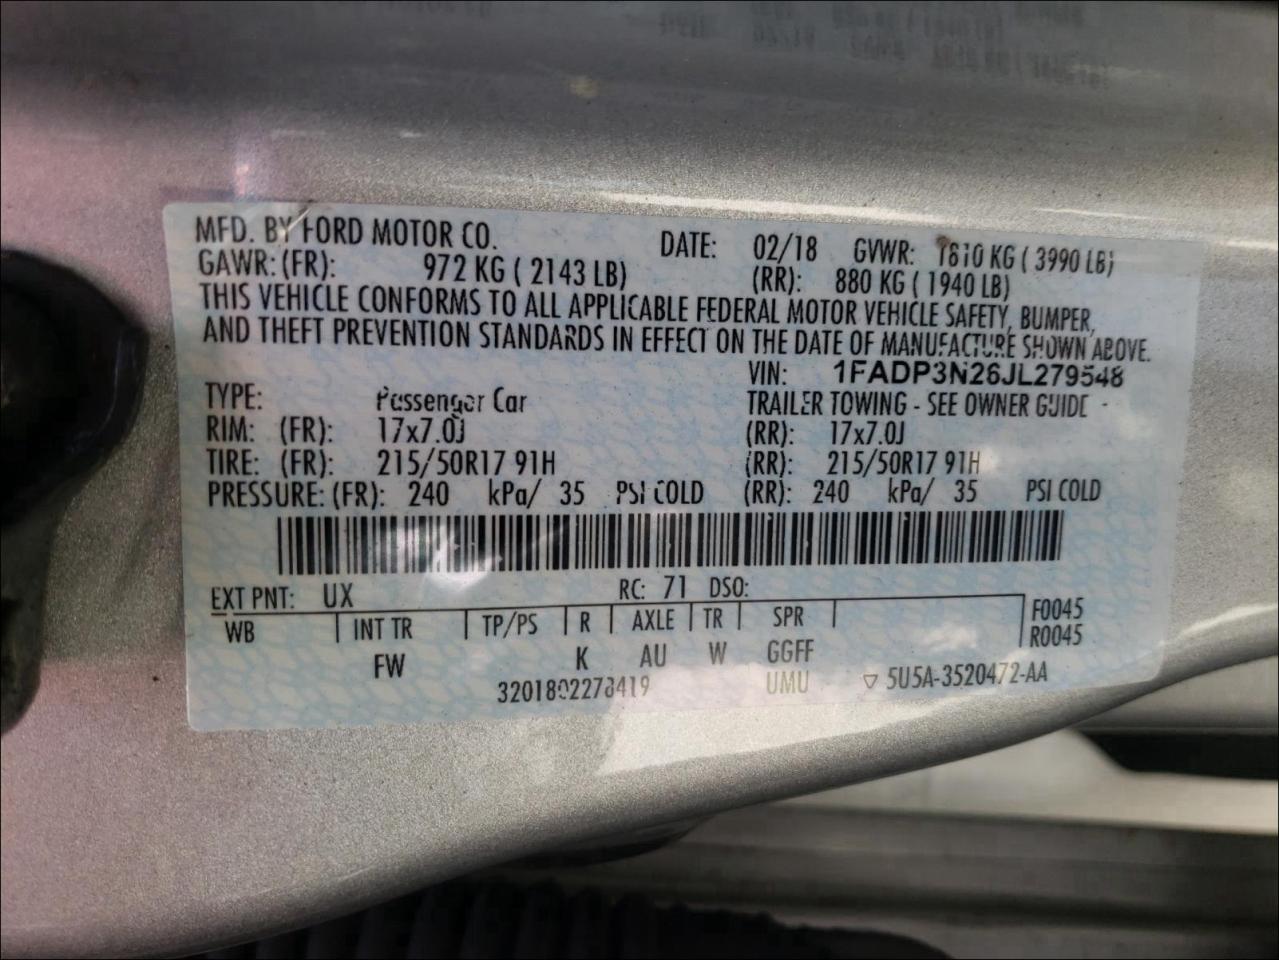 MFD. BY FORD MOTOR CO. DATE: 02/18 GVWR: 1810 KG ( 3990 LB)
GAWR: (FR): 972 KG ( 2143 LB) (RR): 880 KG ( 1940 LB)
THIS VEHICLE CONFORMS TO ALL APPLICABLE FEDERAL MOTOR VEHICLE SAFETY, BUMPER,
AND THEFT PREVENTION STANDARDS IN EFFECT ON THE DATE OF MANUFACTURE SHOWN ABOVE.
VIN: 1FADP3N26JL279548
TYPE: Passenger Car TRAILER TOWING - SEE OWNER GUIDE -
RIM: (FR): 17x7.0J (RR): 17x7.0J
TIRE: (FR): 215/50R17 91H (RR): 215/50R17 91H
PRESSURE: (FR): 240 kPa/ 35 PSI COLD (RR): 240 kPa/ 35 PSI COLD
EXT PNT: UX RC: 71 DSO:
WB INT TR TP/PS R AXLE TR SPR F0045
R0045
FW K AU W GGFF
3201802278419 UMU ▽ 5U5A-3520472-AA